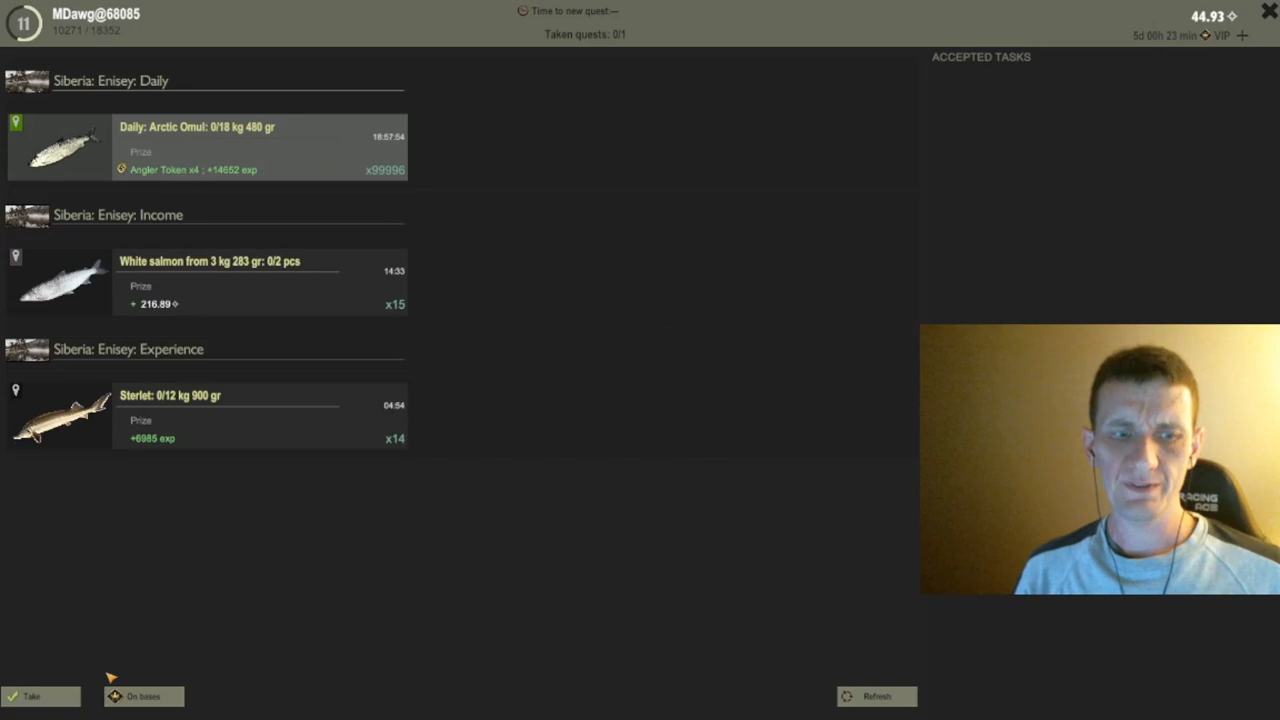 11
MDawg@68085
10271 / 18352
Time to new quest:—
Taken quests: 0/1
44.93
5d 00h 23 min VIP +
Siberia: Enisey: Daily
Daily: Arctic Omul: 0/18 kg 480 gr
18:57:54
Prize
Angler Token x4 ; +14652 exp
x99996
Siberia: Enisey: Income
White salmon from 3 kg 283 gr: 0/2 pcs
14:33
Prize
+ 216.89
x15
Siberia: Enisey: Experience
Sterlet: 0/12 kg 900 gr
04:54
Prize
+6985 exp
x14
ACCEPTED TASKS
RACING
ACE
Take
On bases
Refresh